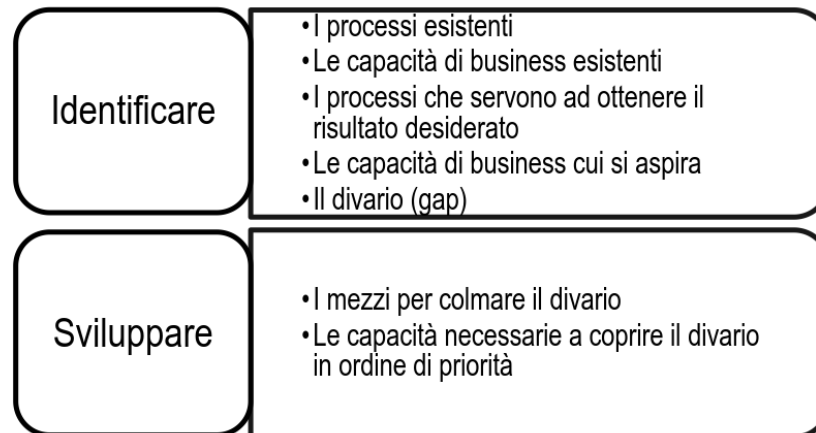 Identificare
•I processi esistenti
•Le capacità di business esistenti
•I processi che servono ad ottenere il
risultato desiderato
•Le capacità di business cui si aspira
•Il divario (gap)
Sviluppare
•I mezzi per colmare il divario
•Le capacità necessarie a coprire il divario
in ordine di priorità